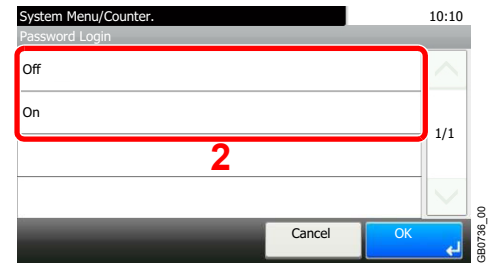 System Menu/Counter. 10:10
Password Login
Off
On
1/1
2
Cancel OK
GB0736_00